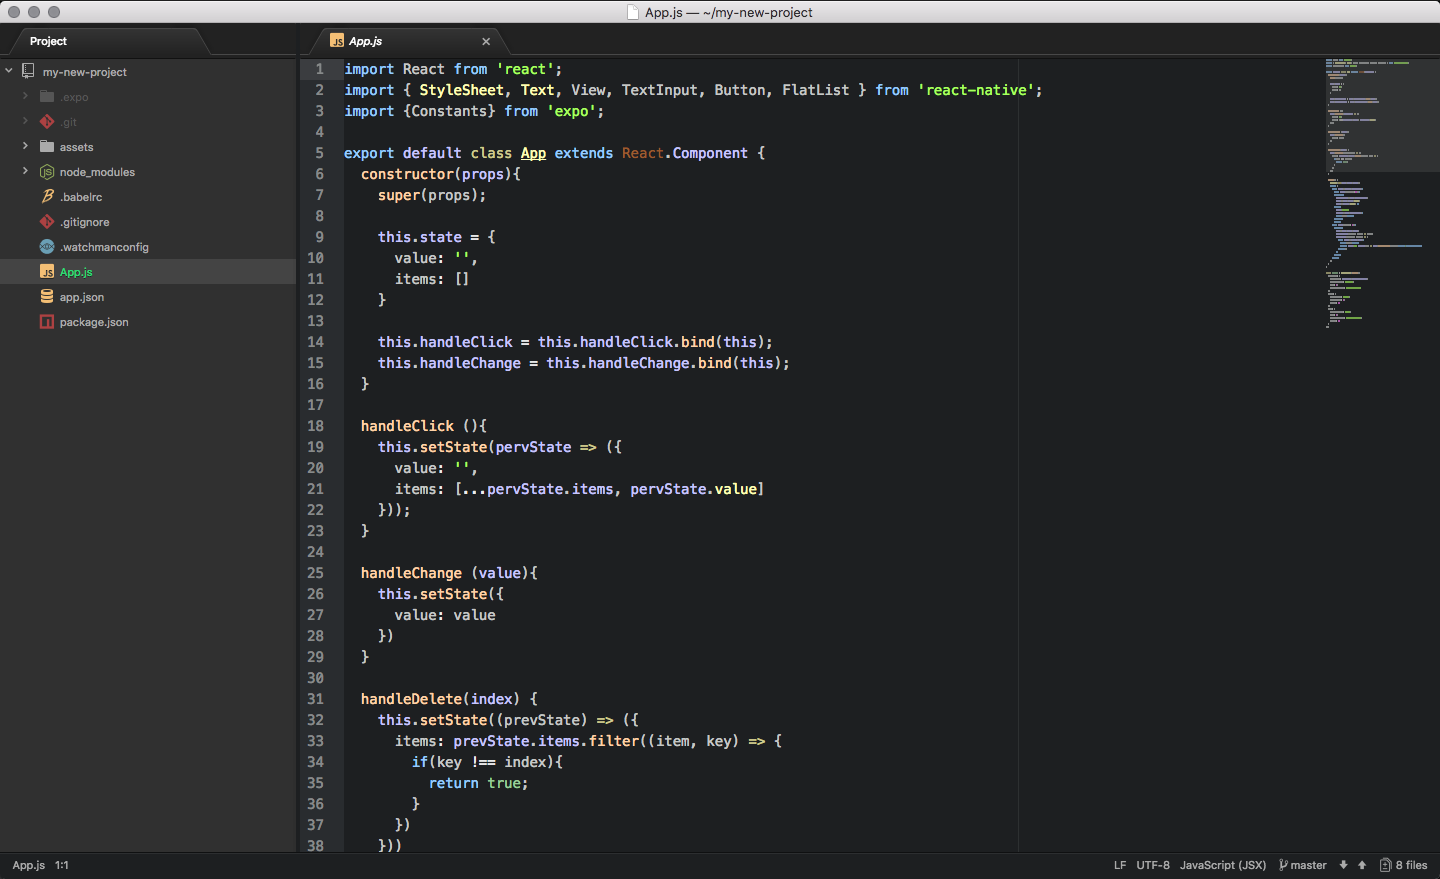 App.js — ~/my-new-project
Project
App.js
my-new-project
.expo
.git
assets
node_modules
.babelrc
.gitignore
.watchmanconfig
App.js
app.json
package.json
1 import React from 'react';
2 import { StyleSheet, Text, View, TextInput, Button, FlatList } from 'react-native';
3 import {Constants} from 'expo';
4
5 export default class App extends React.Component {
6 constructor(props){
7 super(props);
8
9 this.state = {
10 value: '',
11 items: []
12 }
13
14 this.handleClick = this.handleClick.bind(this);
15 this.handleChange = this.handleChange.bind(this);
16 }
17
18 handleClick (){
19 this.setState(pervState => ({
20 value: '',
21 items: [...pervState.items, pervState.value]
22 }));
23 }
24
25 handleChange (value){
26 this.setState({
27 value: value
28 })
29 }
30
31 handleDelete(index) {
32 this.setState((prevState) => ({
33 items: prevState.items.filter((item, key) => {
34 if(key !== index){
35 return true;
36 }
37 })
38 }))
App.js 1:1 LF UTF-8 JavaScript (JSX) master 8 files